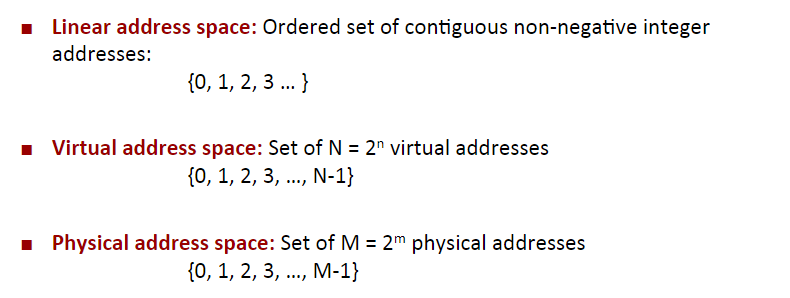 ▪ Linear address space: Ordered set of contiguous non-negative integer
addresses:
{0, 1, 2, 3 … }
▪ Virtual address space: Set of N = 2ⁿ virtual addresses
{0, 1, 2, 3, …, N-1}
▪ Physical address space: Set of M = 2ᵐ physical addresses
{0, 1, 2, 3, …, M-1}